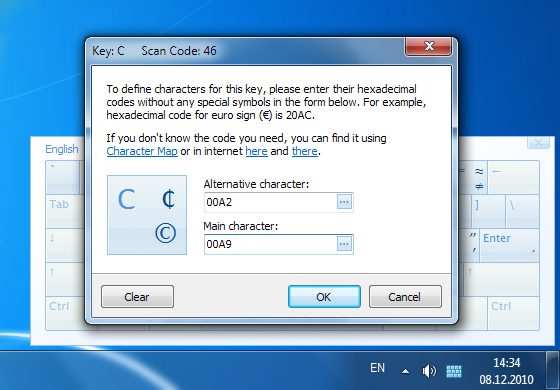 Key: C Scan Code: 46
To define characters for this key, please enter their hexadecimal
codes without any special symbols in the form below. For example,
hexadecimal code for euro sign (€) is 20AC.
If you don't know the code you need, you can find it using
Character Map or in internet here and there.
English
C ¢
©
Alternative character:
00A2
Main character:
00A9
Clear OK Cancel
` = ≈ ←
≠
Tab ] \
↓ ” Enter
’ .
↑ ↑
Ctrl Ctrl
EN 14:34
08.12.2010